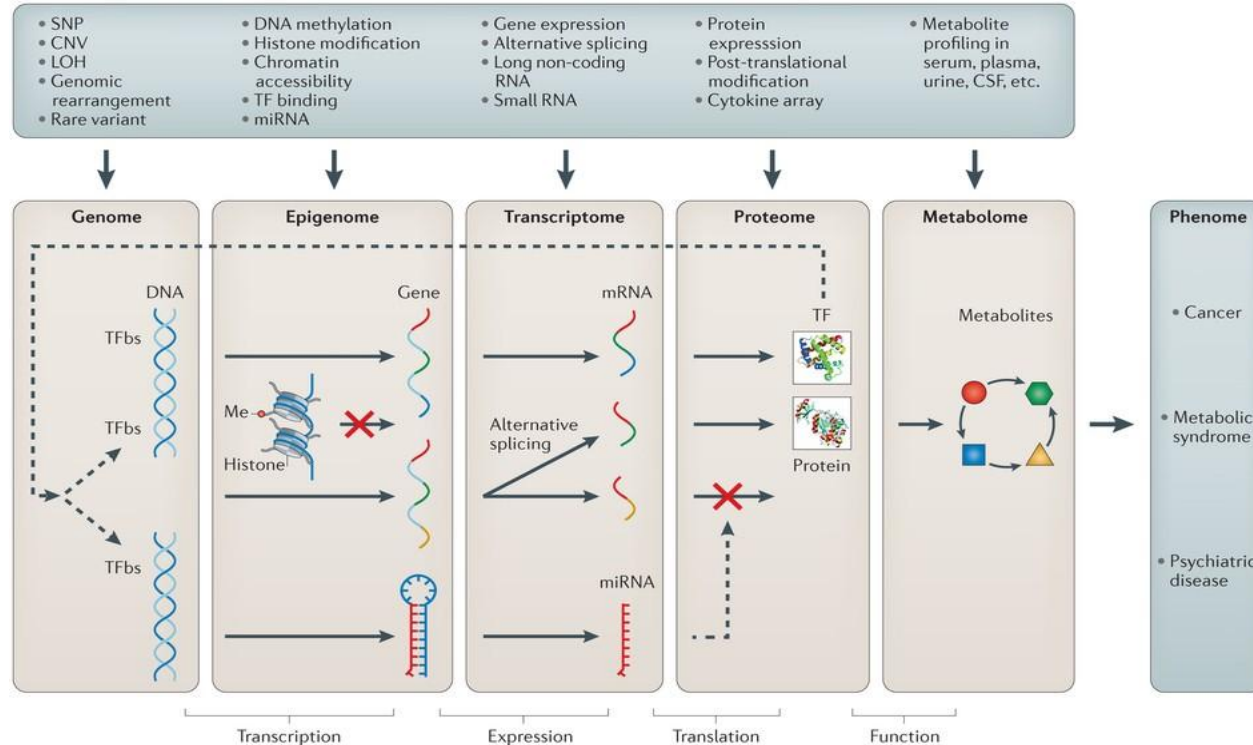 • SNP
• CNV
• LOH
• Genomic
rearrangement
• Rare variant
• DNA methylation
• Histone modification
• Chromatin
accessibility
• TF binding
• miRNA
• Gene expression
• Alternative splicing
• Long non-coding
RNA
• Small RNA
• Protein
expresssion
• Post-translational
modification
• Cytokine array
• Metabolite
profiling in
serum, plasma,
urine, CSF, etc.
Genome
Epigenome
Transcriptome
Proteome
Metabolome
Phenome
DNA
TFbs
TFbs
TFbs
Gene
Me
Histone
mRNA
Alternative
splicing
miRNA
TF
Protein
Metabolites
• Cancer
• Metabolic
syndrome
• Psychiatric
disease
Transcription
Expression
Translation
Function